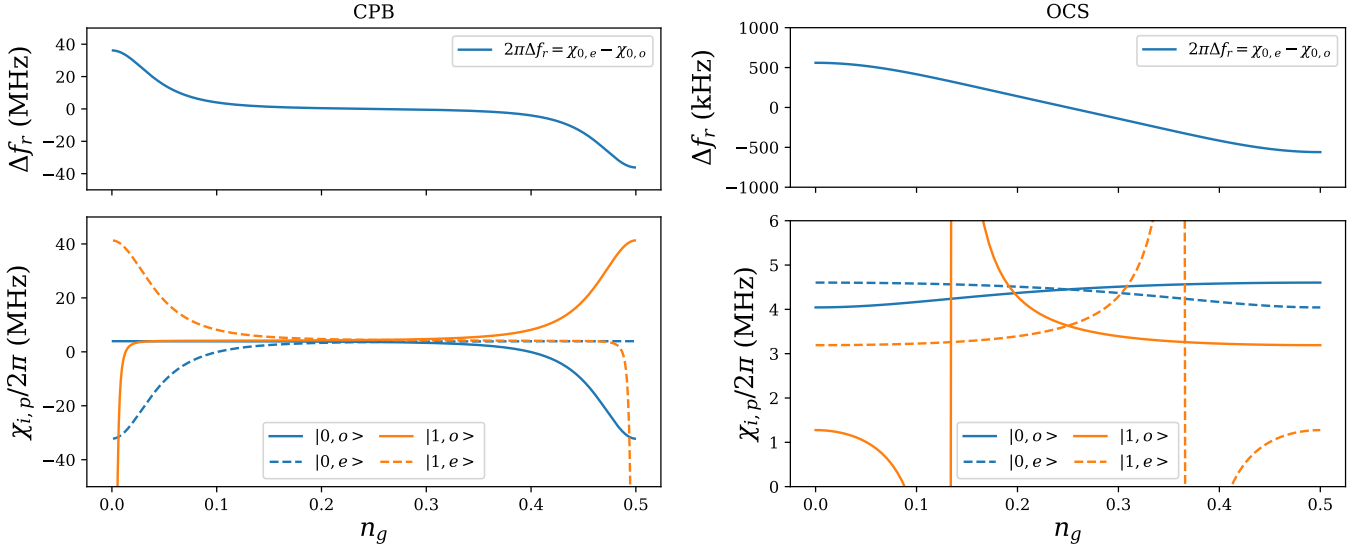 CPB
Δf_r (MHz)
40
20
0
−20
−40
2πΔf_r = χ_{0,e} − χ_{0,o}
χ_{i,p}/2π (MHz)
40
20
0
−20
−40
|0, o>
|0, e>
|1, o>
|1, e>
0.0 0.1 0.2 0.3 0.4 0.5
n_g
OCS
Δf_r (kHz)
1000
500
0
−500
−1000
2πΔf_r = χ_{0,e} − χ_{0,o}
χ_{i,p}/2π (MHz)
6
5
4
3
2
1
0
|0, o>
|0, e>
|1, o>
|1, e>
0.0 0.1 0.2 0.3 0.4 0.5
n_g